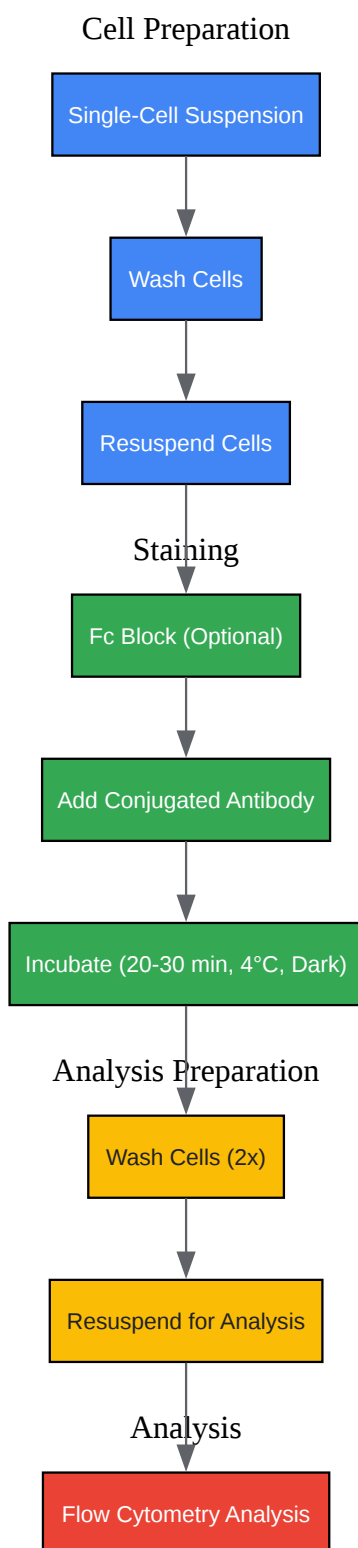 Cell Preparation
Single-Cell Suspension
Wash Cells
Resuspend Cells
Staining
Fc Block (Optional)
Add Conjugated Antibody
Incubate (20-30 min, 4°C, Dark)
Analysis Preparation
Wash Cells (2x)
Resuspend for Analysis
Analysis
Flow Cytometry Analysis